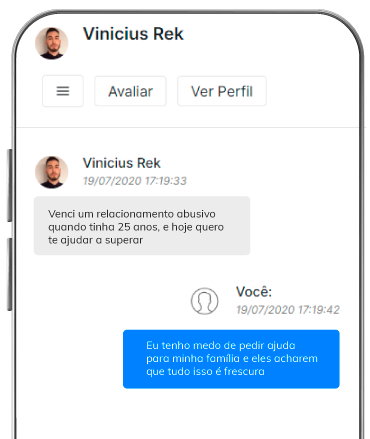 Vinicius Rek
Avaliar
Ver Perfil
Vinicius Rek
19/07/2020 17:19:33
Venci um relacionamento abusivo
quando tinha 25 anos, e hoje quero
te ajudar a superar
Você:
19/07/2020 17:19:42
Eu tenho medo de pedir ajuda
para minha família e eles acharem
que tudo isso é frescura